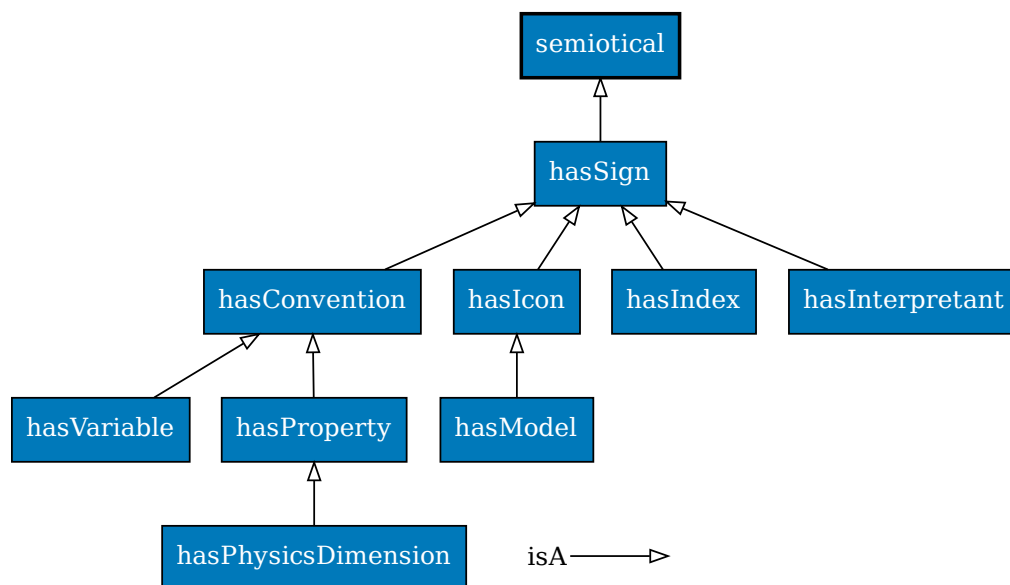 semiotical
hasSign
hasConvention
hasIcon
hasIndex
hasInterpretant
hasVariable
hasProperty
hasModel
hasPhysicsDimension
isA